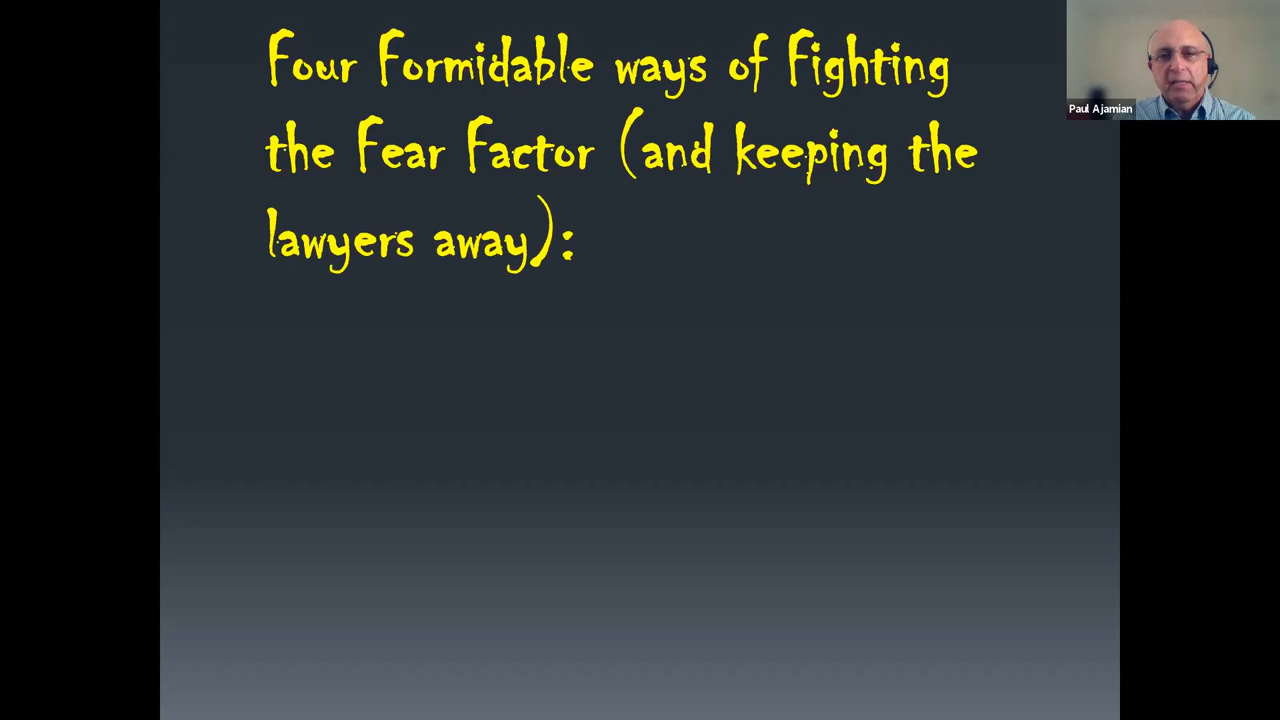 Four Formidable ways of Fighting
the Fear Factor (and keeping the
lawyers away):
Paul Ajamian